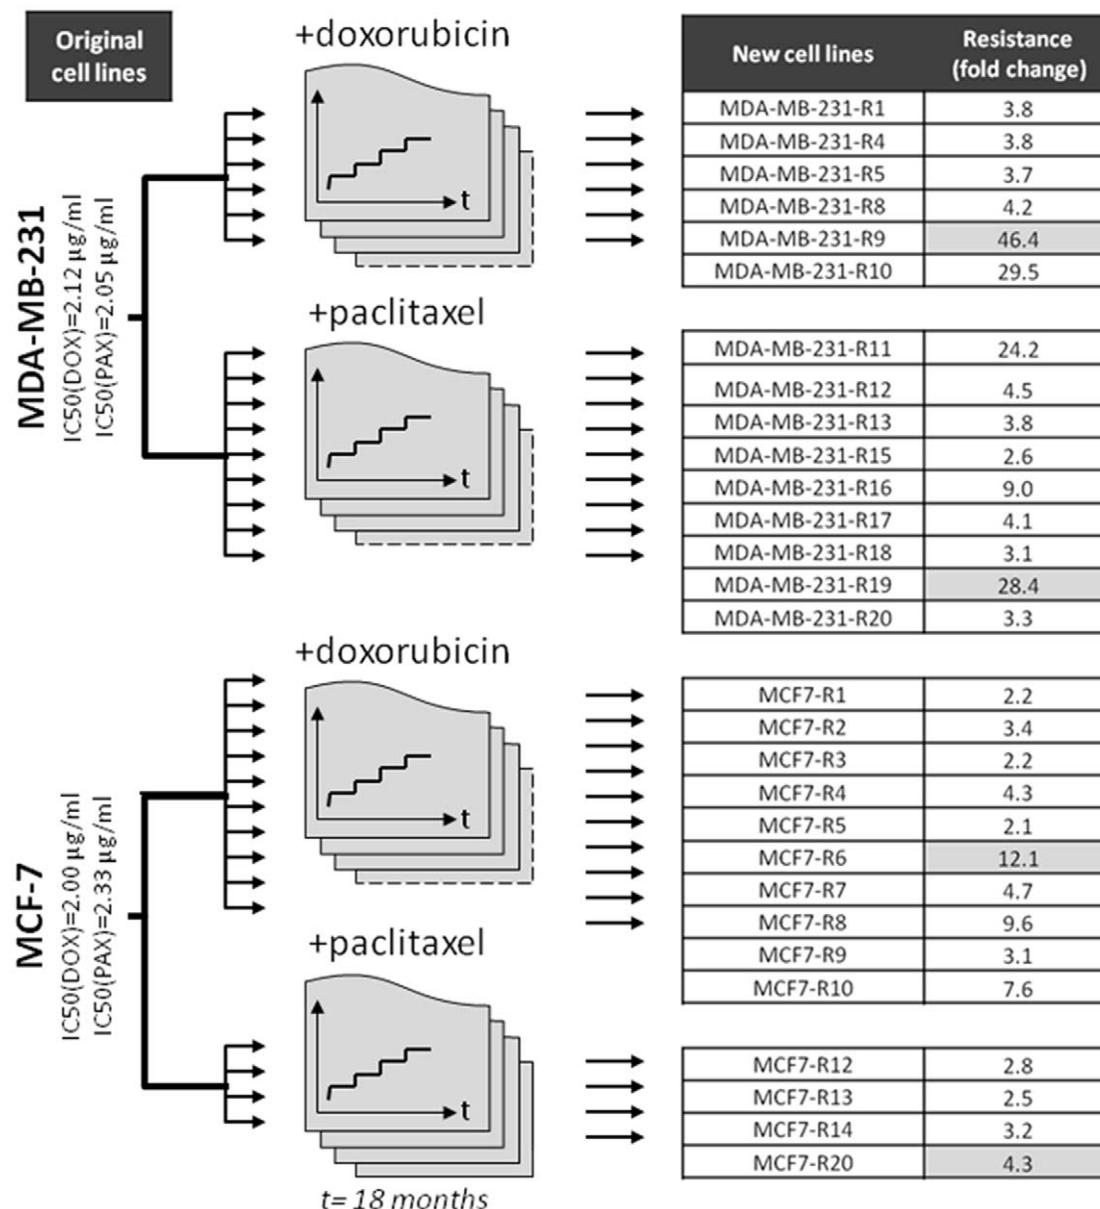 Original
cell lines
+doxorubicin
t
New cell lines
Resistance
(fold change)
MDA-MB-231-R1 3.8
MDA-MB-231-R4 3.8
MDA-MB-231-R5 3.7
MDA-MB-231-R8 4.2
MDA-MB-231-R9 46.4
MDA-MB-231-R10 29.5
MDA-MB-231
IC50(DOX)=2.12 µg/ml
IC50(PAX)=2.05 µg/ml
+paclitaxel
t
MDA-MB-231-R11 24.2
MDA-MB-231-R12 4.5
MDA-MB-231-R13 3.8
MDA-MB-231-R15 2.6
MDA-MB-231-R16 9.0
MDA-MB-231-R17 4.1
MDA-MB-231-R18 3.1
MDA-MB-231-R19 28.4
MDA-MB-231-R20 3.3
+doxorubicin
t
MCF7-R1 2.2
MCF7-R2 3.4
MCF7-R3 2.2
MCF7-R4 4.3
MCF7-R5 2.1
MCF7-R6 12.1
MCF7-R7 4.7
MCF7-R8 9.6
MCF7-R9 3.1
MCF7-R10 7.6
MCF-7
IC50(DOX)=2.00 µg/ml
IC50(PAX)=2.33 µg/ml
+paclitaxel
t
MCF7-R12 2.8
MCF7-R13 2.5
MCF7-R14 3.2
MCF7-R20 4.3
t= 18 months